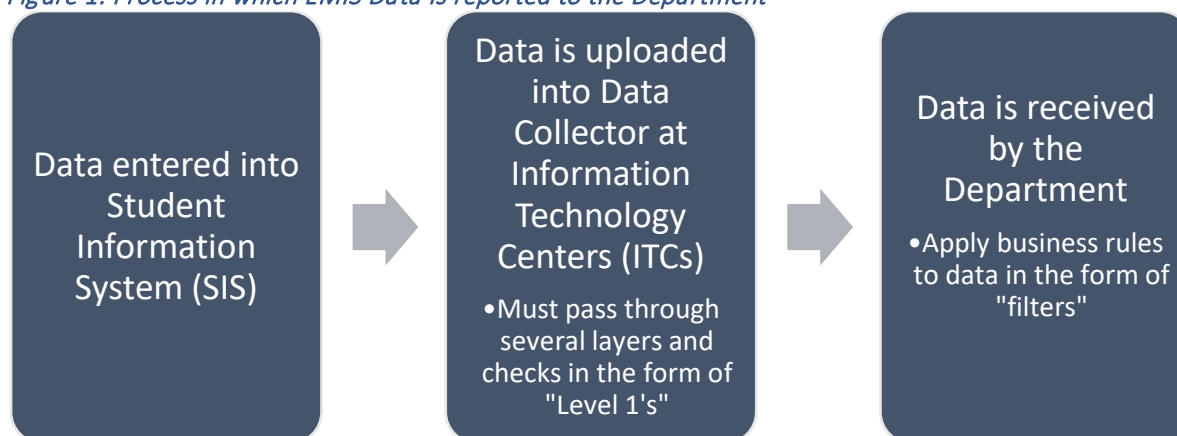 Figure 1: Process in which EMIS Data is reported to the Department
Data entered into
Student
Information
System (SIS)
Data is uploaded
into Data
Collector at
Information
Technology
Centers (ITCs)
•Must pass through
several layers and
checks in the form of
"Level 1's"
Data is received
by the
Department
•Apply business rules
to data in the form of
"filters"